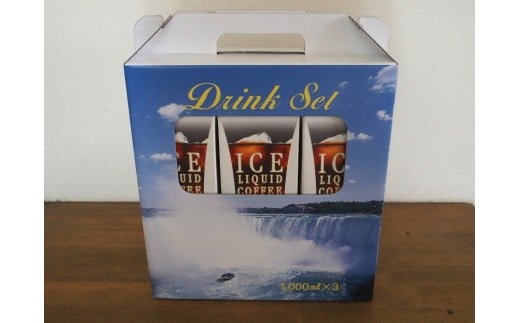 Drink Set
ICE
LIQUID
COFFEE
ICE
LIQUID
COFFEE
ICE
LIQUID
COFFEE
1,000ml×3